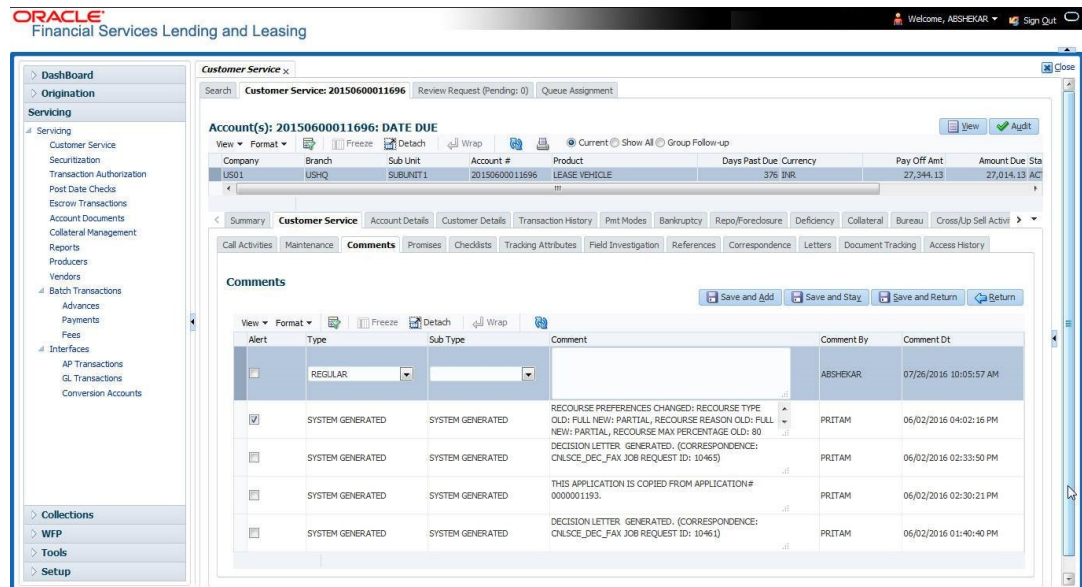 ORACLE
Financial Services Lending and Leasing
Welcome, ABSHEKAR
Sign Out
DashBoard
Origination
Servicing
Servicing
Customer Service
Securitization
Transaction Authorization
Post Date Checks
Escrow Transactions
Account Documents
Collateral Management
Reports
Producers
Vendors
Batch Transactions
Advances
Payments
Fees
Interfaces
AP Transactions
GL Transactions
Conversion Accounts
Collections
WFP
Tools
Setup
Customer Service x
Close
Search Customer Service: 20150600011696 Review Request (Pending: 0) Queue Assignment
Account(s): 20150600011696: DATE DUE
View Audit
View Format Freeze Detach Wrap Current Show All Group Follow-up
Company Branch Sub Unit Account # Product Days Past Due Currency Pay Off Amt Amount Due Sta
US01 USHQ SUBUNIT1 20150600011696 LEASE VEHICLE 376 INR 27,344.13 27,014.13 ACT
Summary Customer Service Account Details Customer Details Transaction History Pmt Modes Bankruptcy Repo/Foreclosure Deficiency Collateral Bureau Cross/Up Sell Activi
Call Activities Maintenance Comments Promises Checklists Tracking Attributes Field Investigation References Correspondence Letters Document Tracking Access History
Comments
Save and Add Save and Stay Save and Return Return
View Format Freeze Detach Wrap
Alert Type Sub Type Comment Comment By Comment Dt
REGULAR ABSHEKAR 07/26/2016 10:05:57 AM
SYSTEM GENERATED SYSTEM GENERATED RECOURSE PREFERENCES CHANGED: RECOURSE TYPE
OLD: FULL NEW: PARTIAL, RECOURSE REASON OLD: FULL
NEW: PARTIAL, RECOURSE MAX PERCENTAGE OLD: 80
PRITAM 06/02/2016 04:02:16 PM
SYSTEM GENERATED SYSTEM GENERATED DECISION LETTER GENERATED. (CORRESPONDENCE:
CNLSCE_DEC_FAX JOB REQUEST ID: 10465)
PRITAM 06/02/2016 02:33:50 PM
SYSTEM GENERATED SYSTEM GENERATED THIS APPLICATION IS COPIED FROM APPLICATION#
0000001193.
PRITAM 06/02/2016 02:30:21 PM
SYSTEM GENERATED SYSTEM GENERATED DECISION LETTER GENERATED. (CORRESPONDENCE:
CNLSCE_DEC_FAX JOB REQUEST ID: 10461)
PRITAM 06/02/2016 01:40:40 PM